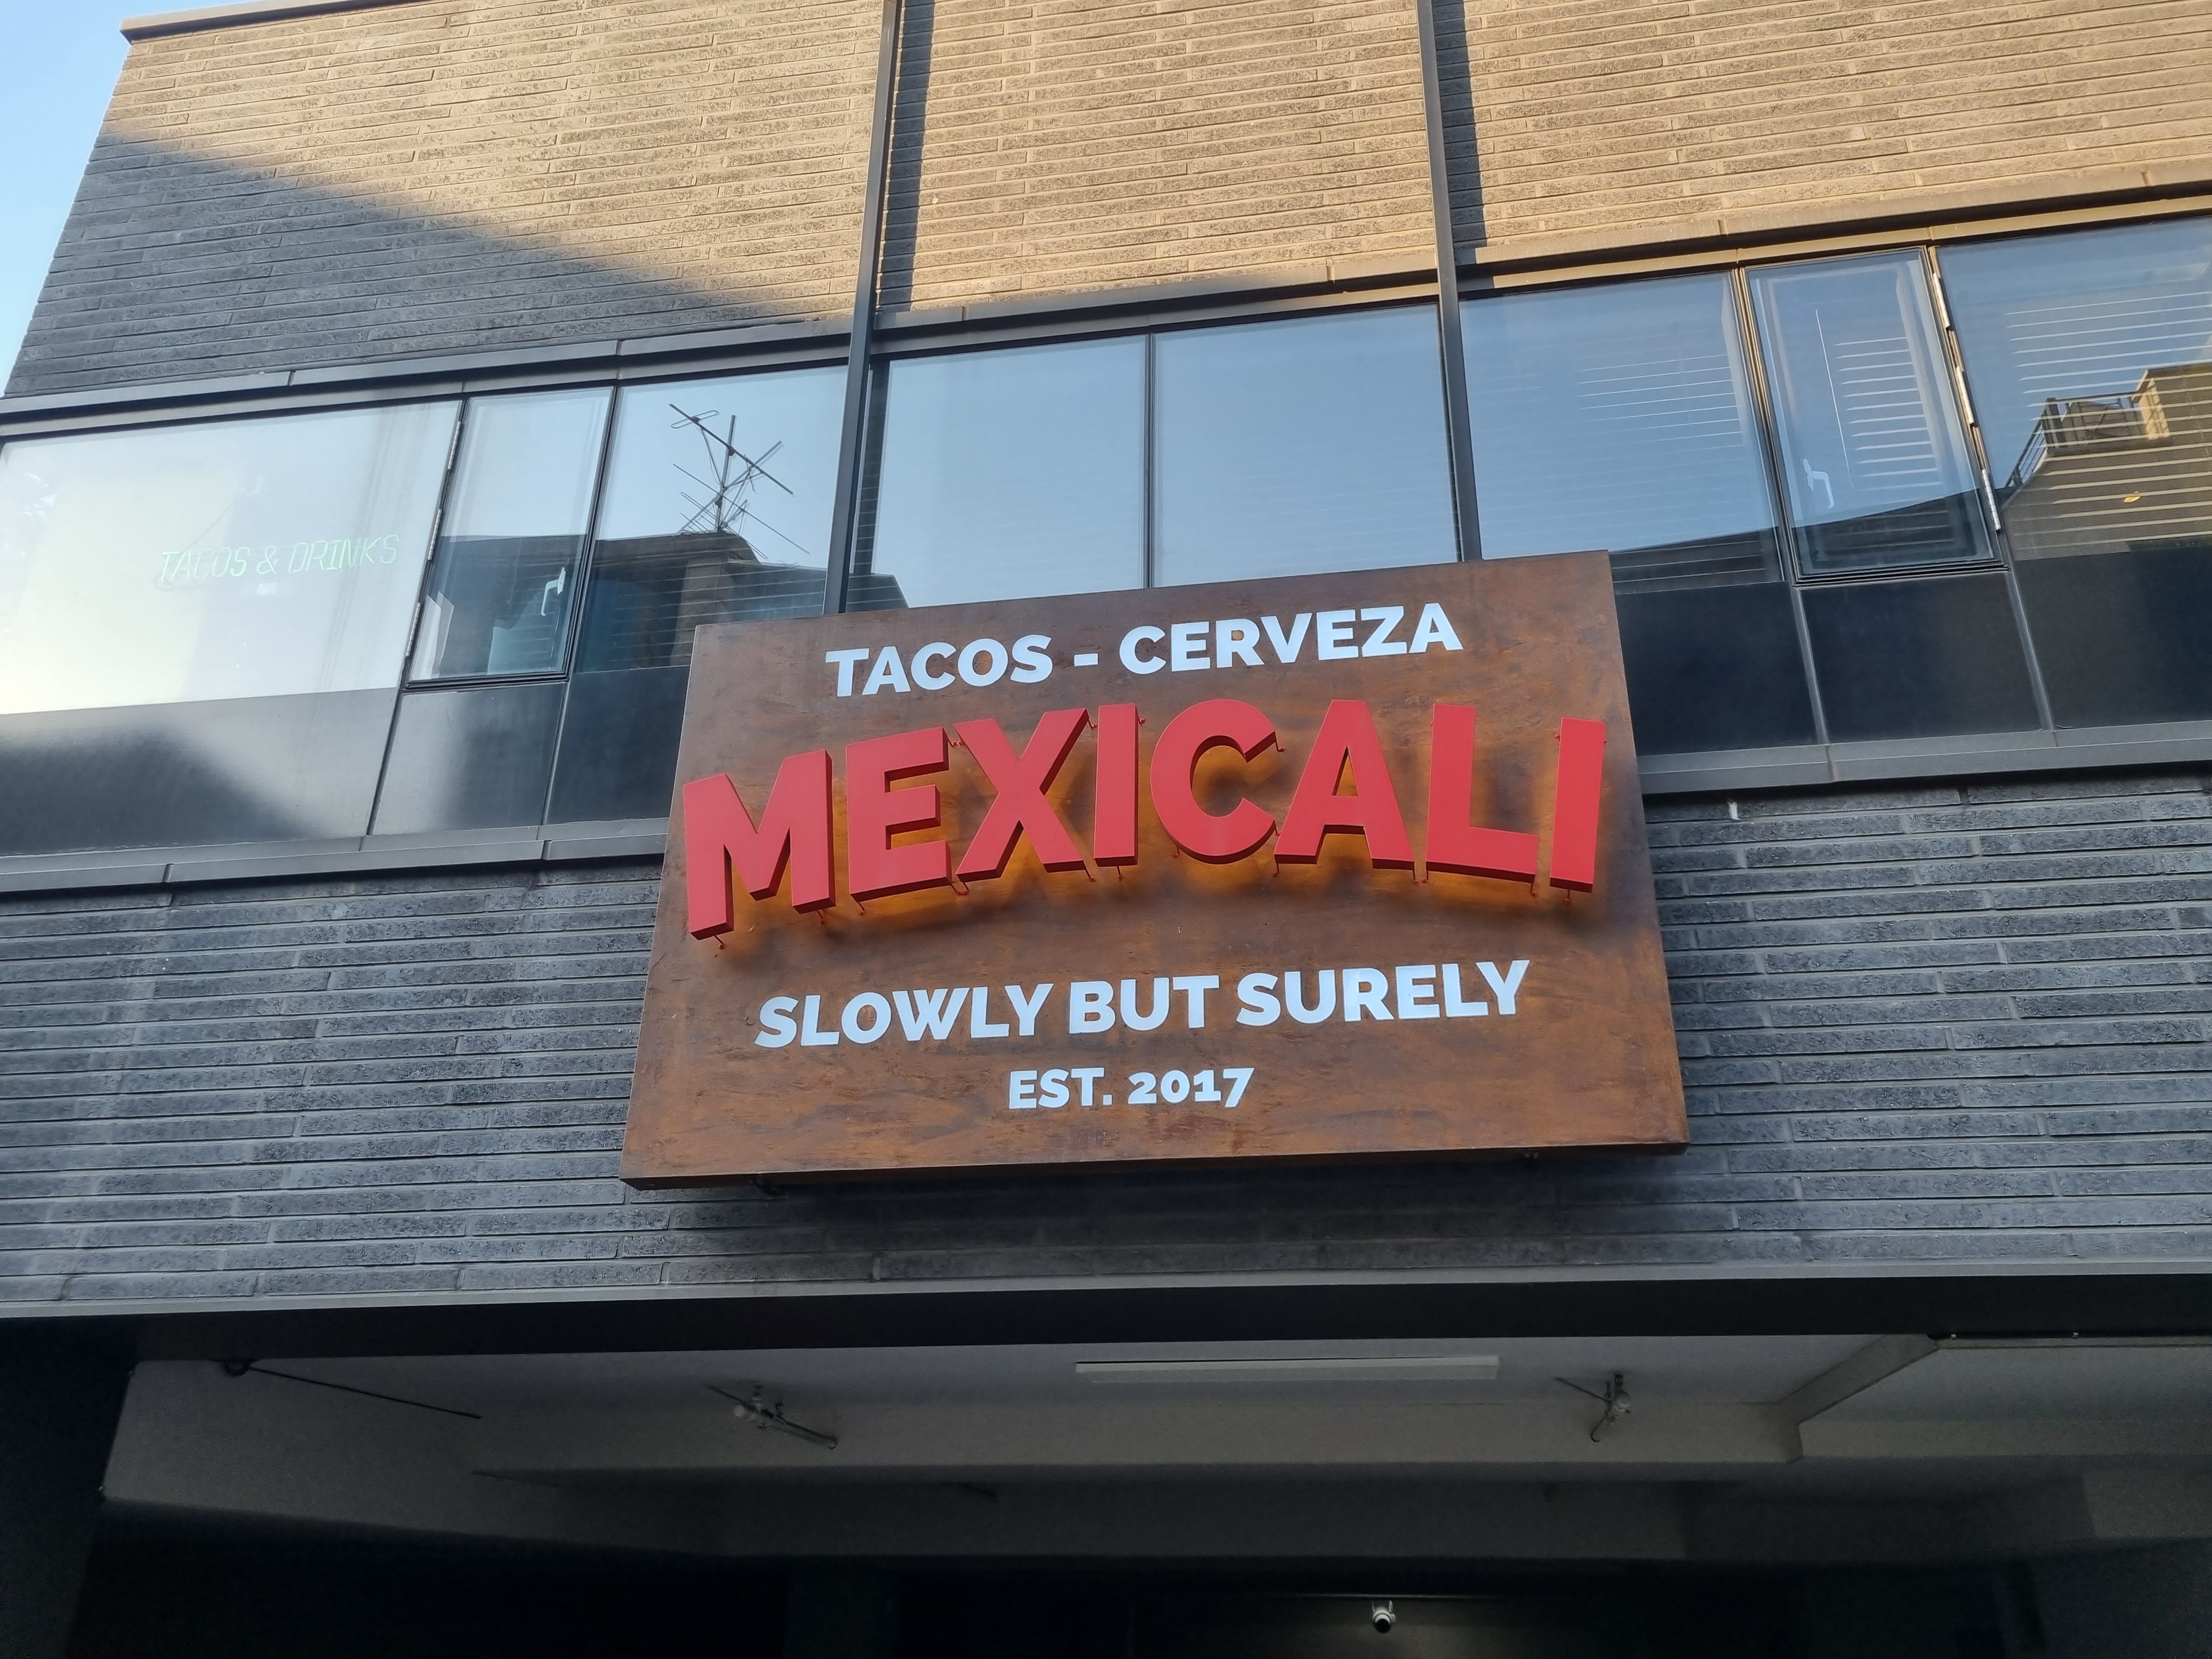 TACOS & DRINKS
TACOS - CERVEZA
MEXICALI
SLOWLY BUT SURELY
EST. 2017